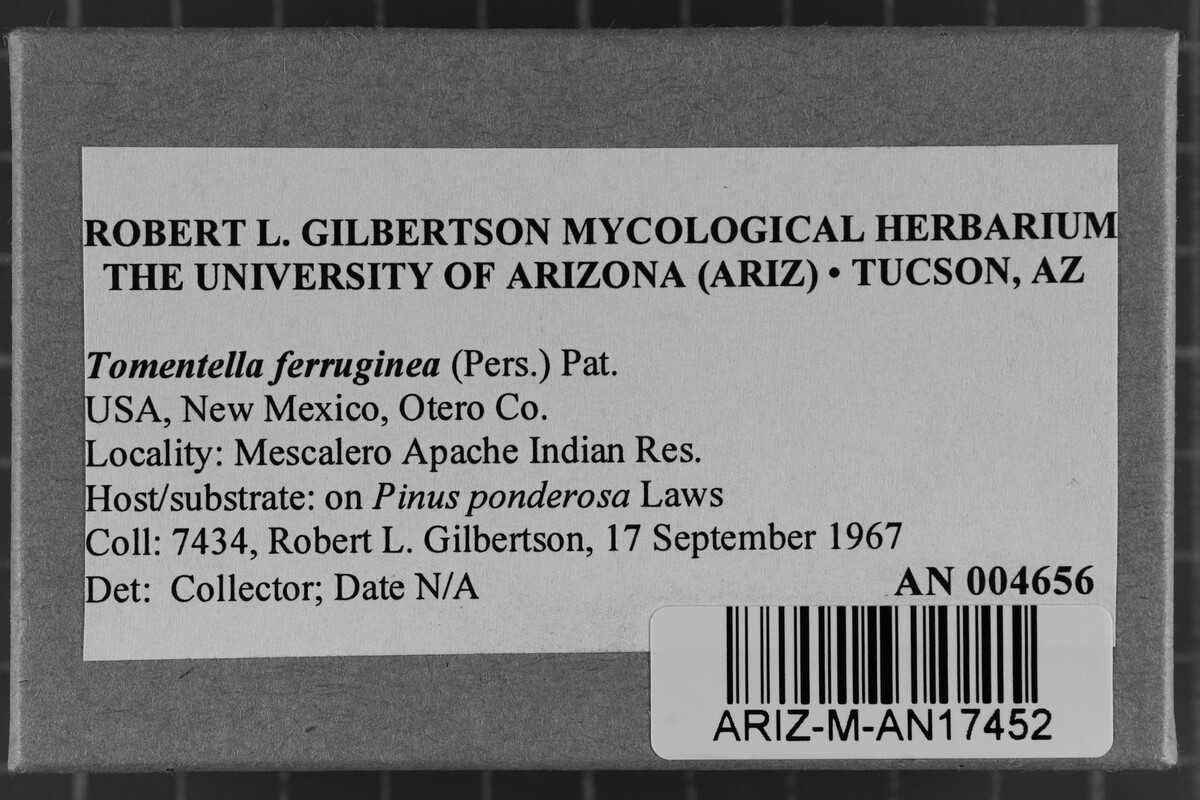 ROBERT L. GILBERTSON MYCOLOGICAL HERBARIUM
THE UNIVERSITY OF ARIZONA (ARIZ) • TUCSON, AZ
Tomentella ferruginea (Pers.) Pat.
USA, New Mexico, Otero Co.
Locality: Mescalero Apache Indian Res.
Host/substrate: on Pinus ponderosa Laws
Coll: 7434, Robert L. Gilbertson, 17 September 1967
Det: Collector; Date N/A
AN 004656
ARIZ-M-AN17452